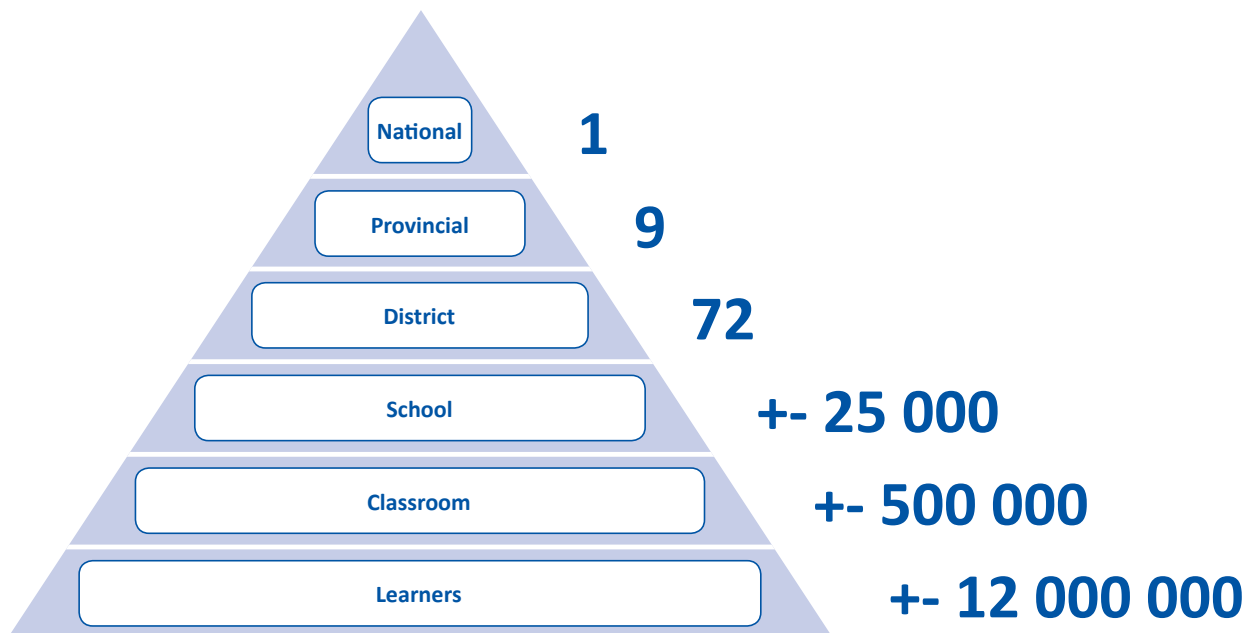 National
1
Provincial
9
District
72
School
+- 25 000
Classroom
+- 500 000
Learners
+- 12 000 000